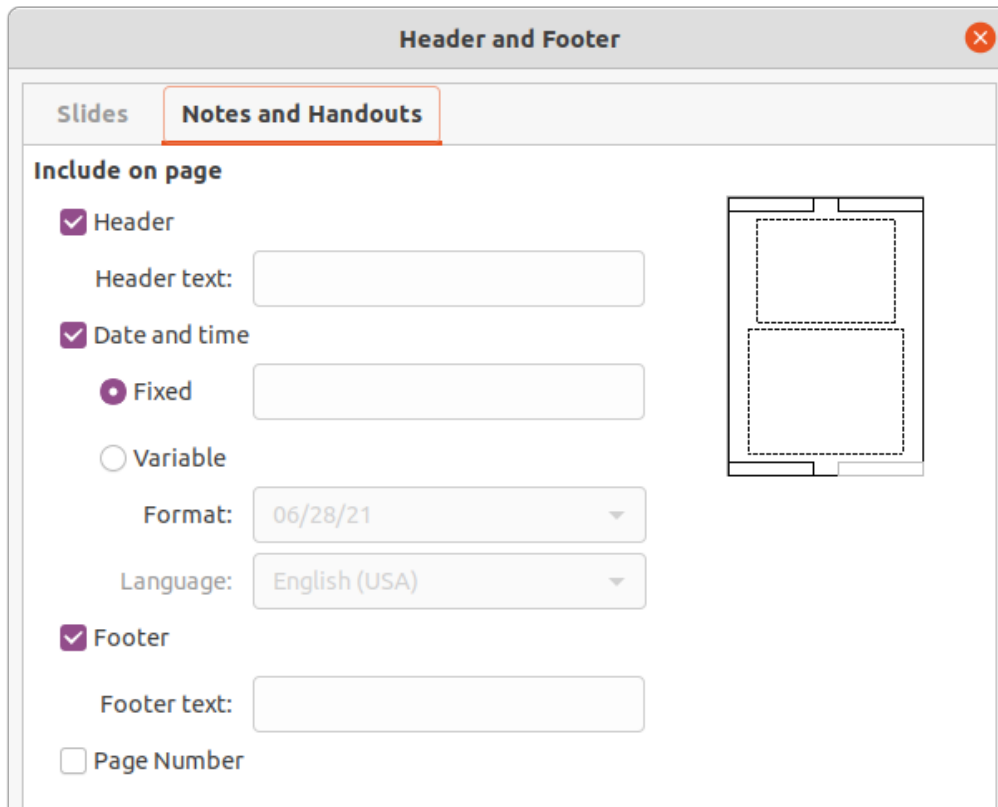 Header and Footer
Slides
Notes and Handouts
Include on page
Header
Header text:
Date and time
Fixed
Variable
Format: 06/28/21
Language: English (USA)
Footer
Footer text:
Page Number